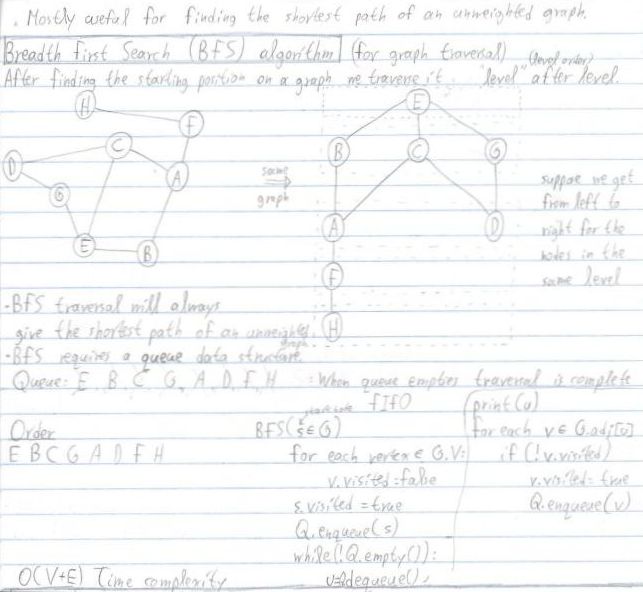 . Mostly useful for finding the shortest path of an unweighted graph.
Breadth first Search (BFS) algorithm (for graph traversal)
(level order)
After finding the starting position on a graph we traverse it "level" after level.
H
F
C
D
A
G
E
B
same
graph
E
B C G
A D
F
H
suppose we get
from left to
right for the
nodes in the
same level
-BFS traversal will always
give the shortest path of an unweighted
graph
-BFS requires a queue data structure.
Queue: E B C G A D F H : When queue empties traversal is complete
FIFO
Order
E B C G A D F H
start node
BFS(s∈G)
for each vertex ∈ G.V:
v.visited=false
s.visited=true
Q.enqueue(s)
while(!Q.empty()):
u=Q.dequeue()
print(u)
for each v∈G.adj[u]
if (!v.visited)
v.visited=true
Q.enqueue(v)
O(V+E) Time complexity